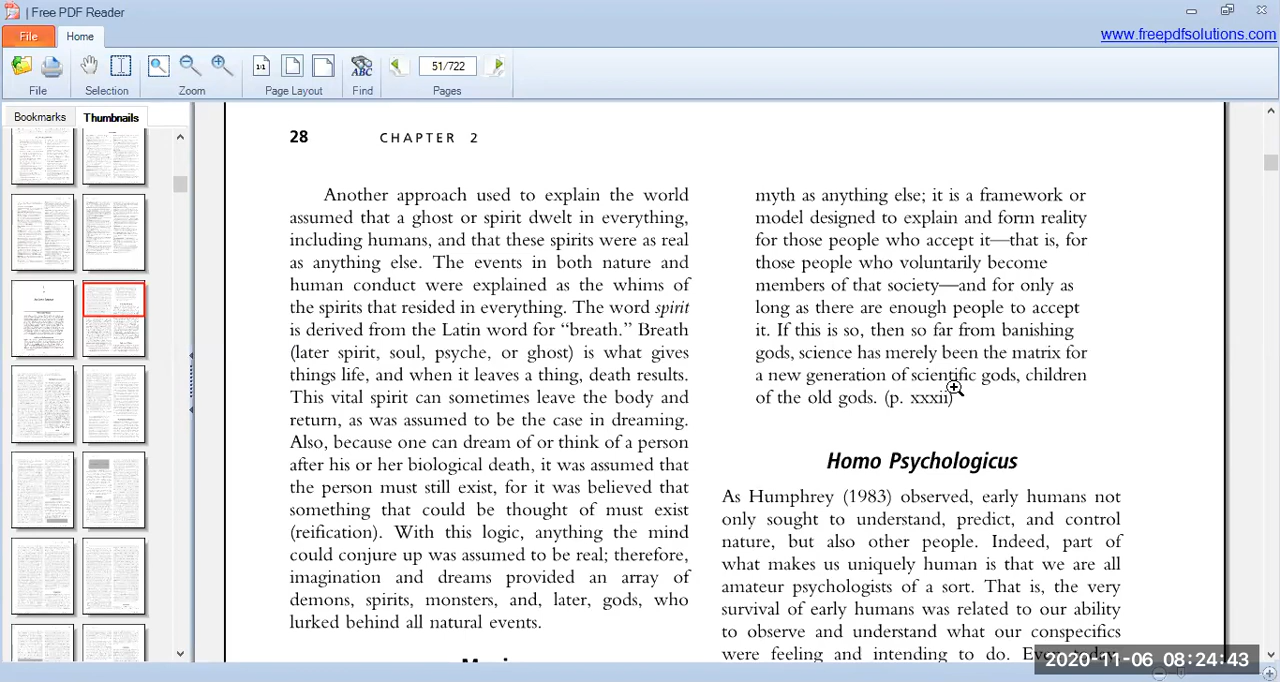 | Free PDF Reader
File
Home
www.freepdfsolutions.com
1/1
ABC
51/722
File
Selection
Zoom
Page Layout
Find
Pages
Bookmarks
Thumbnails
28 CHAPTER 2
Another approach used to explain the world
assumed that a ghost or spirit dwelt in everything,
including humans, and that these spirits were as real
as anything else. The events in both nature and
human conduct were explained as the whims of
the spirits that resided in everything. The word spirit
is derived from the Latin word for “breath.” Breath
(later spirit, soul, psyche, or ghost) is what gives
things life, and when it leaves a thing, death results.
This vital spirit can sometimes leave the body and
return, as was assumed to be the case in dreaming.
Also, because one can dream of or think of a person
after his or her biological death, it was assumed that
the person must still exist, for it was believed that
something that could be thought of must exist
(reification). With this logic, anything the mind
could conjure up was assumed to be real; therefore,
imagination and dreams provided an array of
demons, spirits, monsters, and, later, gods, who
lurked behind all natural events.
myth as anything else; it is a framework or
model designed to explain and form reality
for those people who accept it—that is, for
those people who voluntarily become
members of that society—and for only as
long as there are enough people to accept
it. If this is so, then so far from banishing
gods, science has merely been the matrix for
a new generation of scientific gods, children
of the old gods. (p. xxxii)
Homo Psychologicus
As Humphrey (1983) observed, early humans not
only sought to understand, predict, and control
nature, but also other people. Indeed, part of
what makes us uniquely human is that we are all
amateur psychologists of a sort. That is, the very
survival of early humans was related to our ability
to observe and understand what our conspecifics
were feeling and intending to do. Even today,
2020-11-06 08:24:43